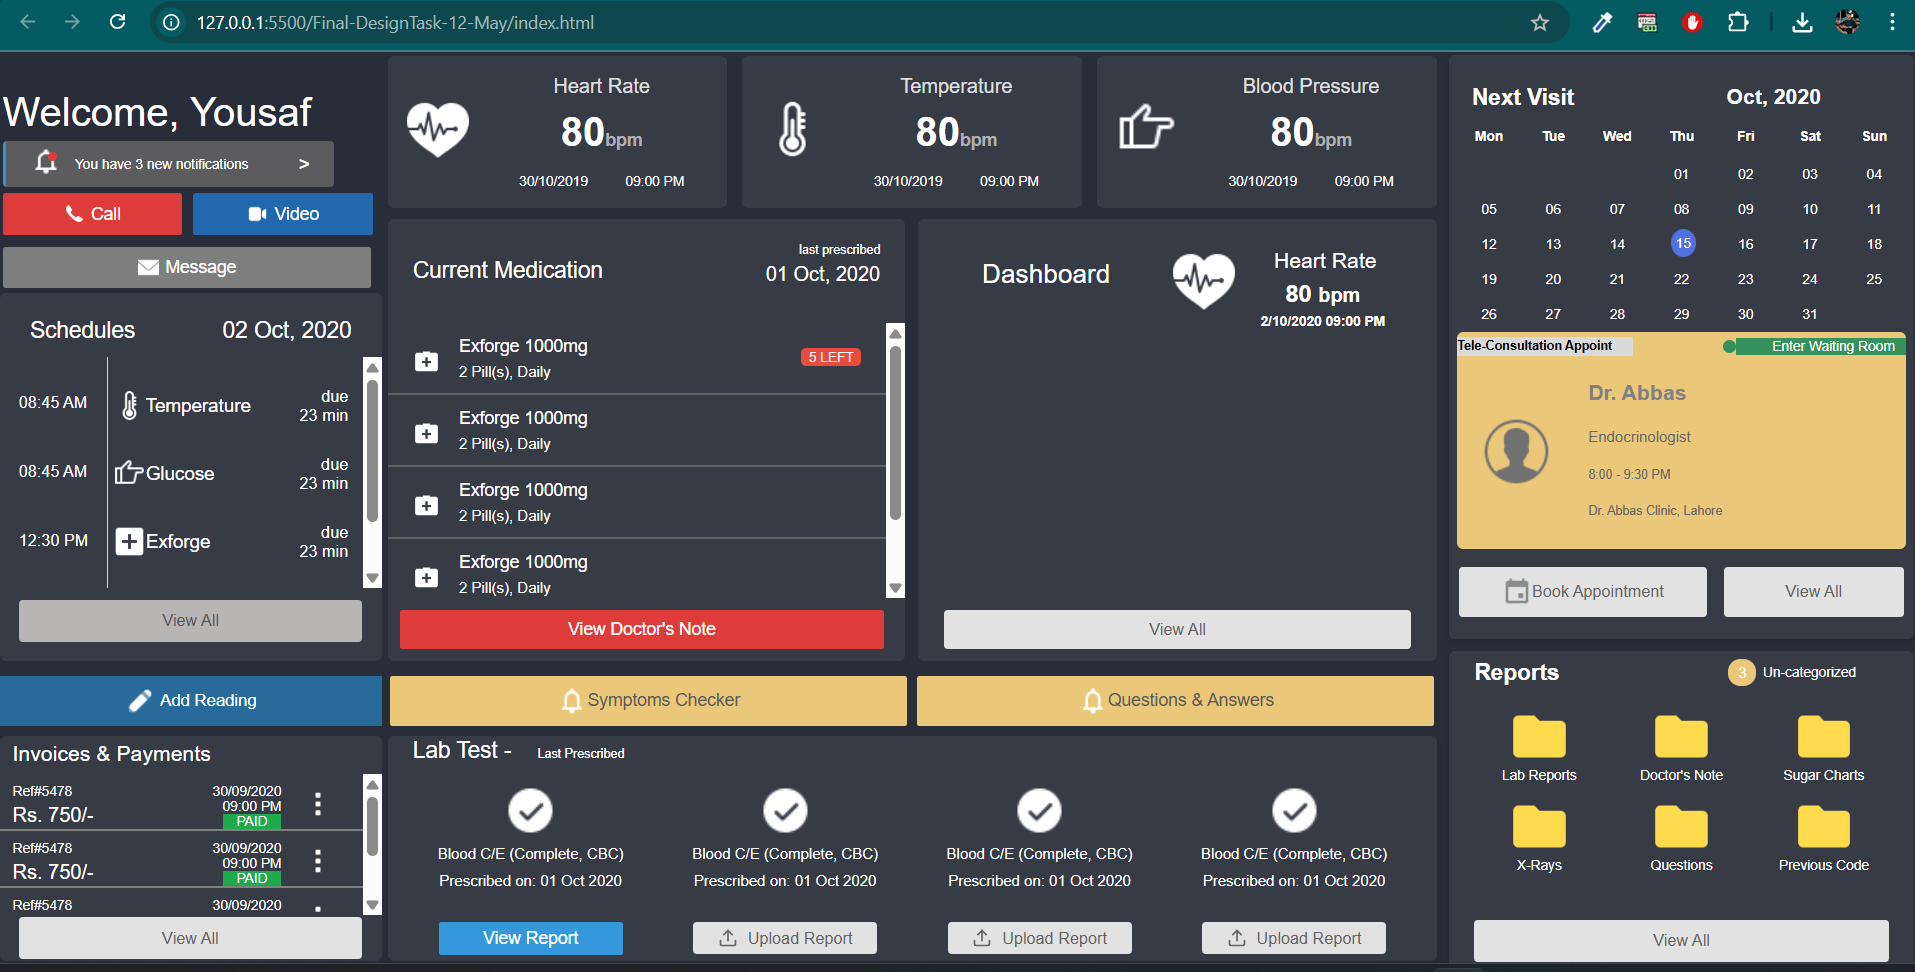 127.0.0.1:5500/Final-DesignTask-12-May/index.html
Welcome, Yousaf
You have 3 new notifications >
Call
Video
Message
Schedules
02 Oct, 2020
08:45 AM
Temperature
due
23 min
08:45 AM
Glucose
due
23 min
12:30 PM
Exforge
due
23 min
View All
Heart Rate
80bpm
30/10/2019 09:00 PM
Temperature
80bpm
30/10/2019 09:00 PM
Blood Pressure
80bpm
30/10/2019 09:00 PM
Current Medication
last prescribed
01 Oct, 2020
Exforge 1000mg
2 Pill(s), Daily
5 LEFT
Exforge 1000mg
2 Pill(s), Daily
Exforge 1000mg
2 Pill(s), Daily
Exforge 1000mg
2 Pill(s), Daily
View Doctor's Note
Dashboard
Heart Rate
80 bpm
2/10/2020 09:00 PM
View All
Next Visit
Oct, 2020
Mon Tue Wed Thu Fri Sat Sun
01 02 03 04
05 06 07 08 09 10 11
12 13 14 15 16 17 18
19 20 21 22 23 24 25
26 27 28 29 30 31
Tele-Consultation Appoint
Enter Waiting Room
Dr. Abbas
Endocrinologist
8:00 - 9:30 PM
Dr. Abbas Clinic, Lahore
Book Appointment
View All
Add Reading
Symptoms Checker
Questions & Answers
Invoices & Payments
Ref#5478
Rs. 750/-
30/09/2020
09:00 PM
PAID
Ref#5478
Rs. 750/-
30/09/2020
09:00 PM
PAID
Ref#5478
30/09/2020
View All
Lab Test -
Last Prescribed
Blood C/E (Complete, CBC)
Prescribed on: 01 Oct 2020
View Report
Blood C/E (Complete, CBC)
Prescribed on: 01 Oct 2020
Upload Report
Blood C/E (Complete, CBC)
Prescribed on: 01 Oct 2020
Upload Report
Blood C/E (Complete, CBC)
Prescribed on: 01 Oct 2020
Upload Report
Reports
3 Un-categorized
Lab Reports
Doctor's Note
Sugar Charts
X-Rays
Questions
Previous Code
View All